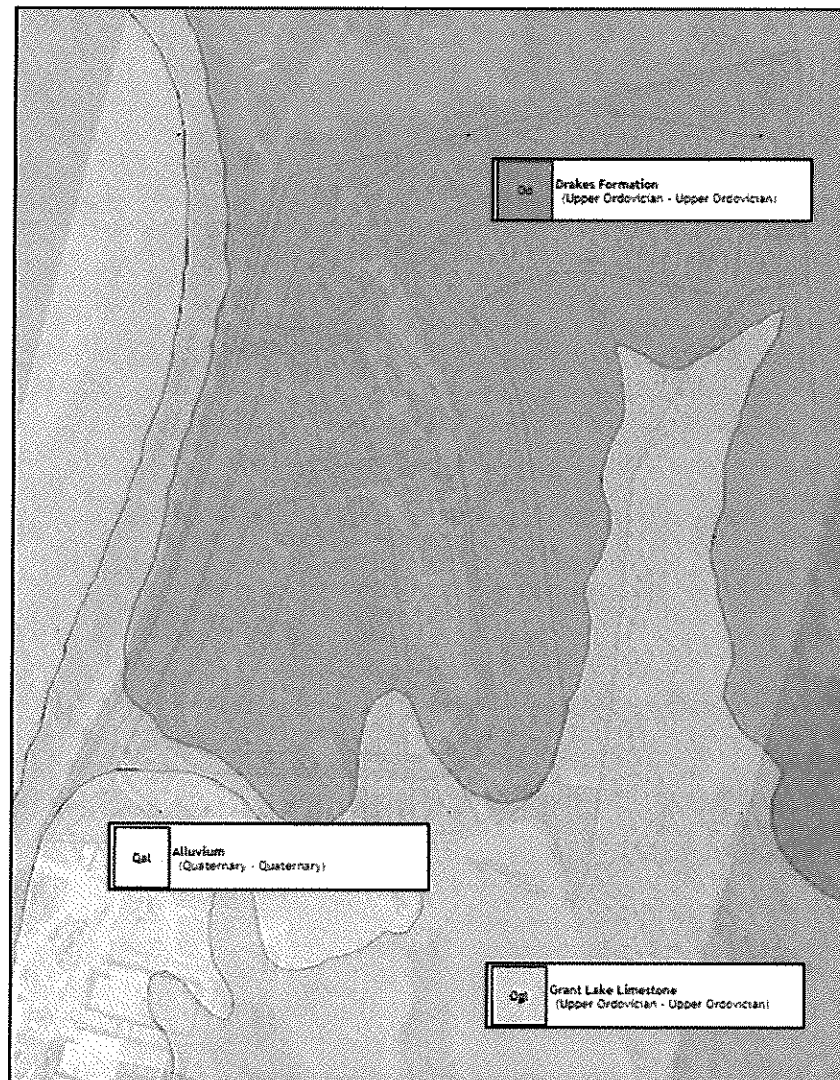 Od
Drakes Formation
(Upper Ordovician - Upper Ordovician)
Qal
Alluvium
(Quaternary - Quaternary)
Ogl
Grant Lake Limestone
(Upper Ordovician - Upper Ordovician)